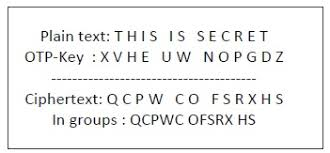 Plain text: T H I S I S S E C R E T
OTP-Key : X V H E U W N O P G D Z
---------------------------------------
Ciphertext: Q C P W C O F S R X H S
In groups : QCPWC OFSRX HS